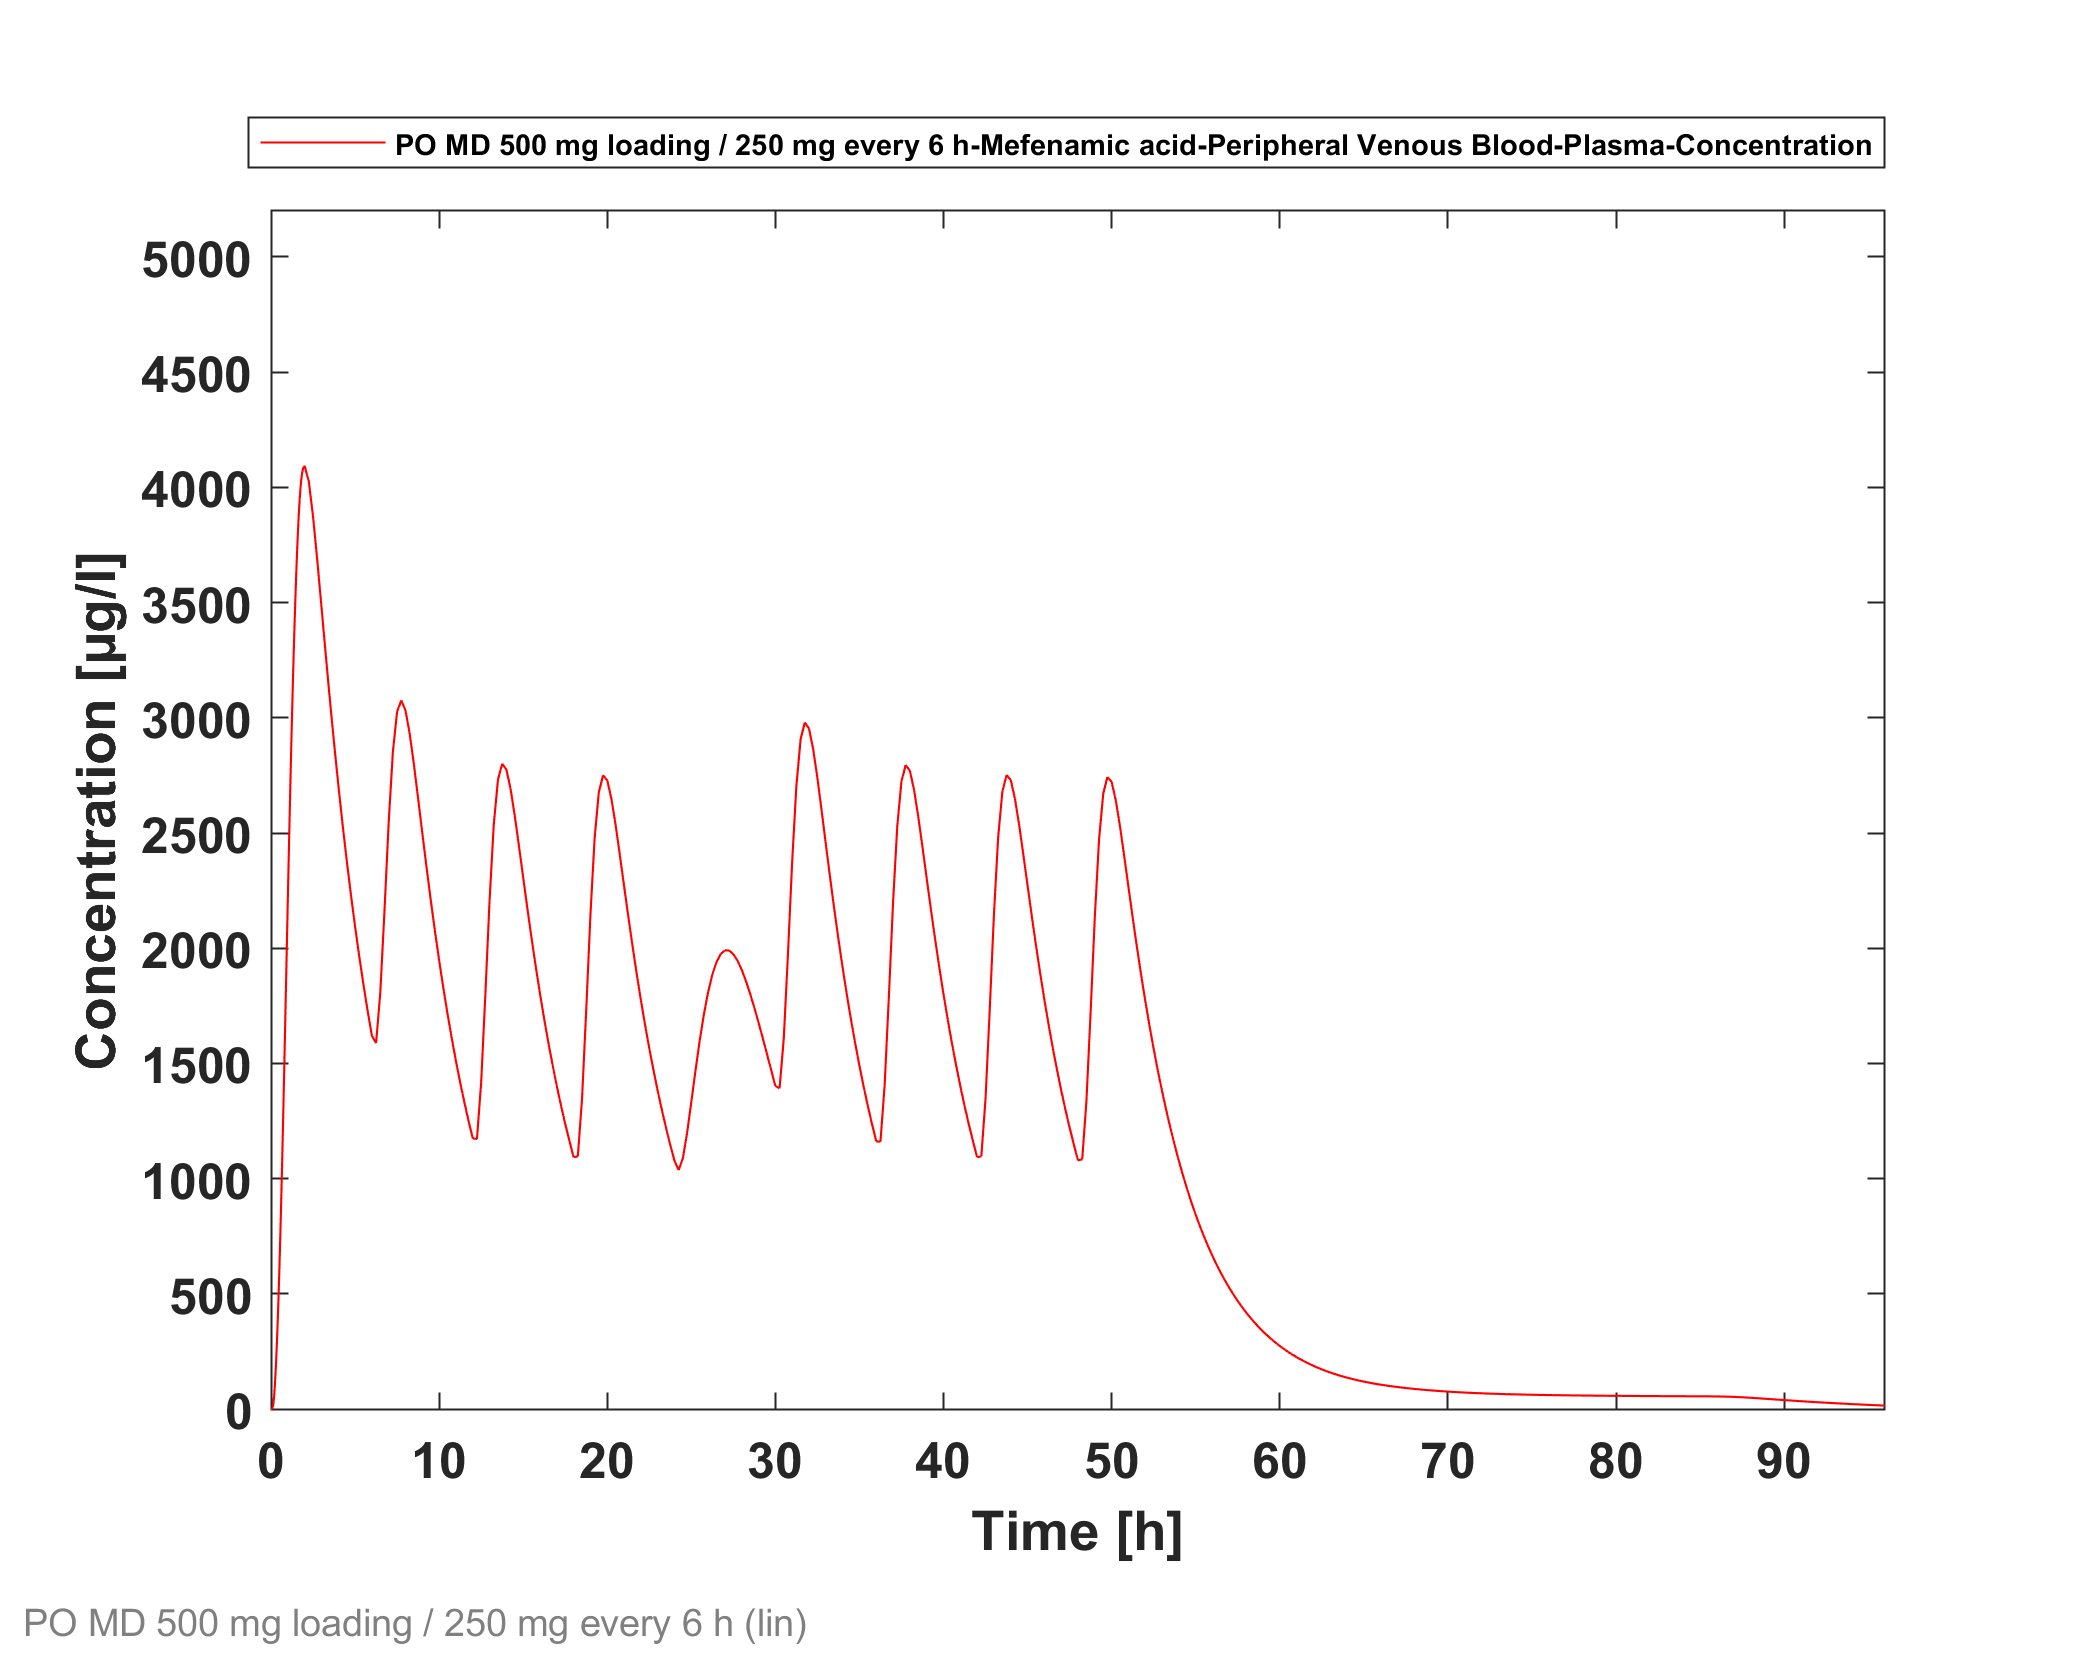 PO MD 500 mg loading / 250 mg every 6 h-Mefenamic acid-Peripheral Venous Blood-Plasma-Concentration
5000
4500
4000
3500
3000
2500
2000
1500
1000
500
0
Concentration [µg/l]
0 10 20 30 40 50 60 70 80 90
Time [h]
PO MD 500 mg loading / 250 mg every 6 h (lin)